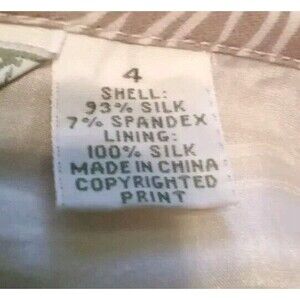 4
SHELL:
93% SILK
7% SPANDEX
LINING:
100% SILK
MADE IN CHINA
COPYRIGHTED
PRINT